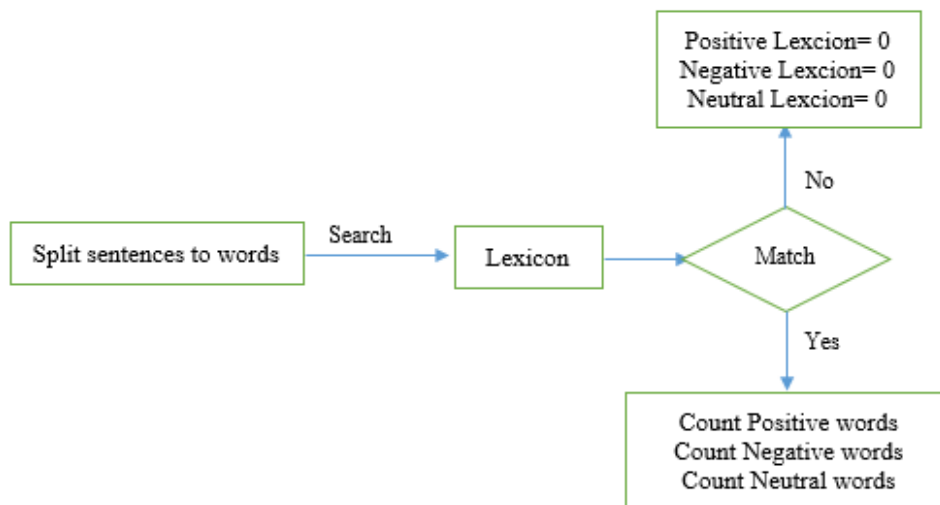 Positive Lexcion= 0
Negative Lexcion= 0
Neutral Lexcion= 0
No
Split sentences to words
Search
Lexicon
Match
Yes
Count Positive words
Count Negative words
Count Neutral words